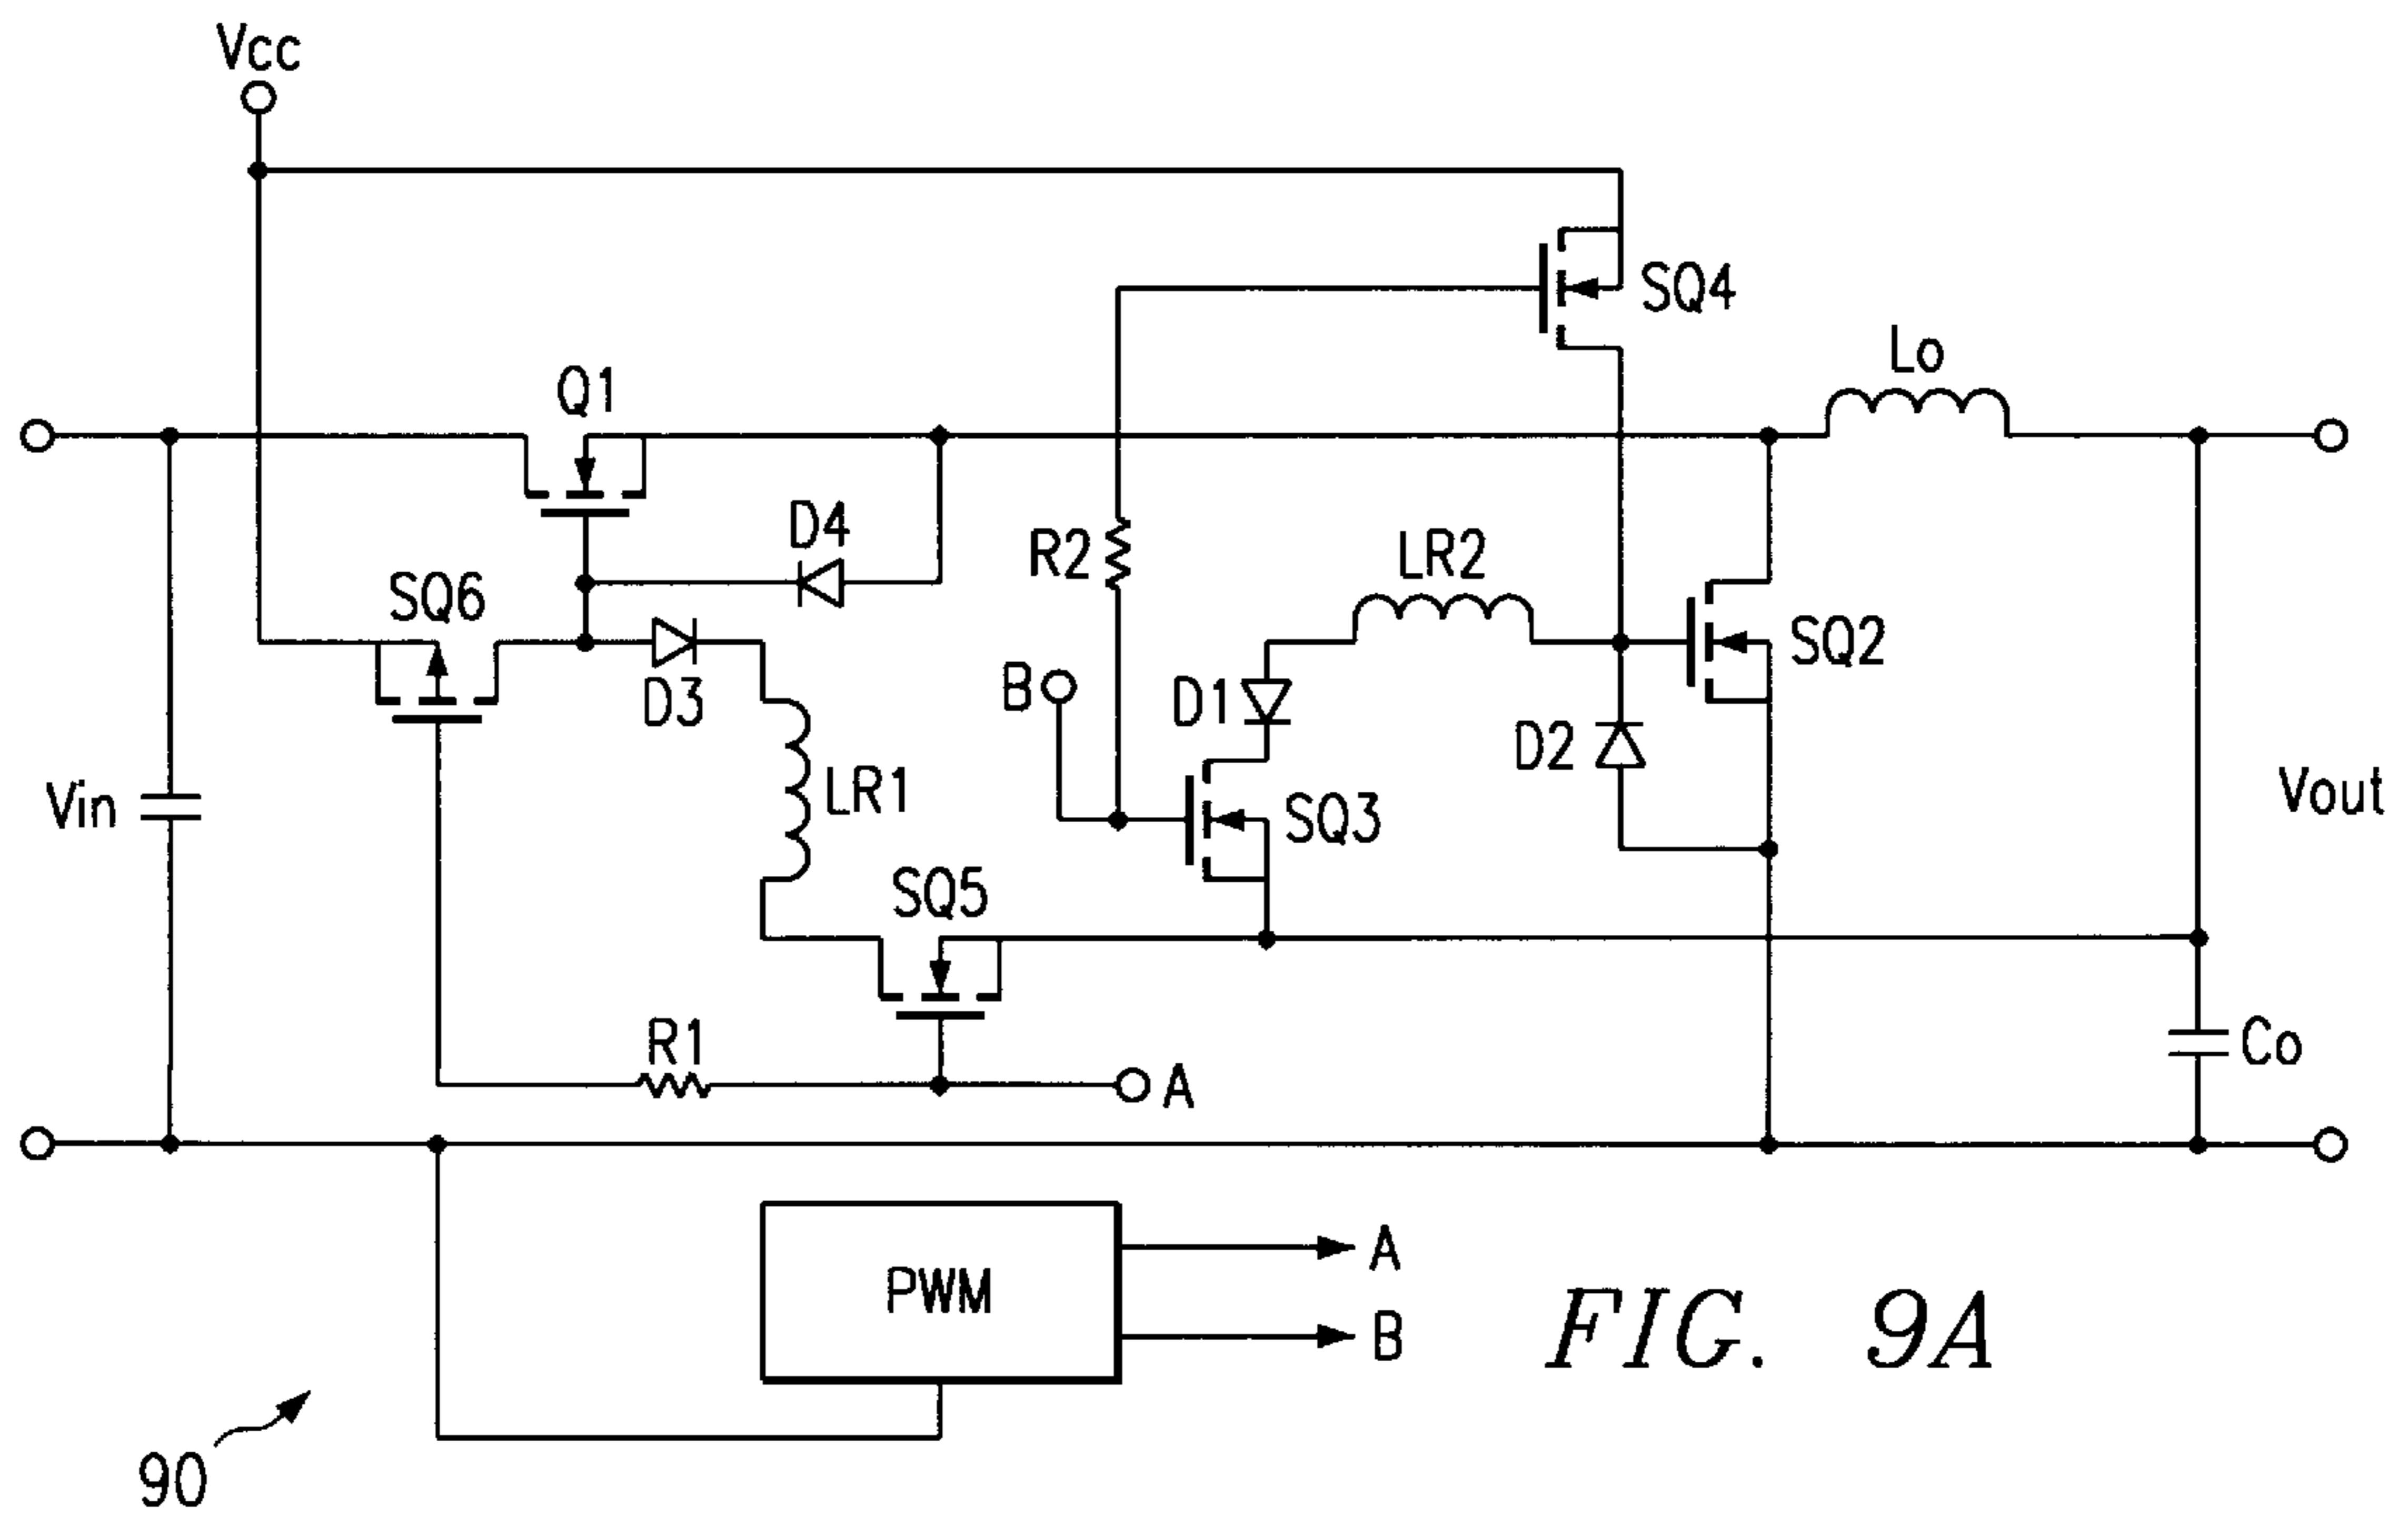 Vcc
SQ4
Lo
Q1
D4
R2
LR2
SQ6
SQ2
D3
B
D1
D2
LR1
Vin
SQ3
Vout
SQ5
R1
Co
A
PWM
A
B
FIG. 9A
90